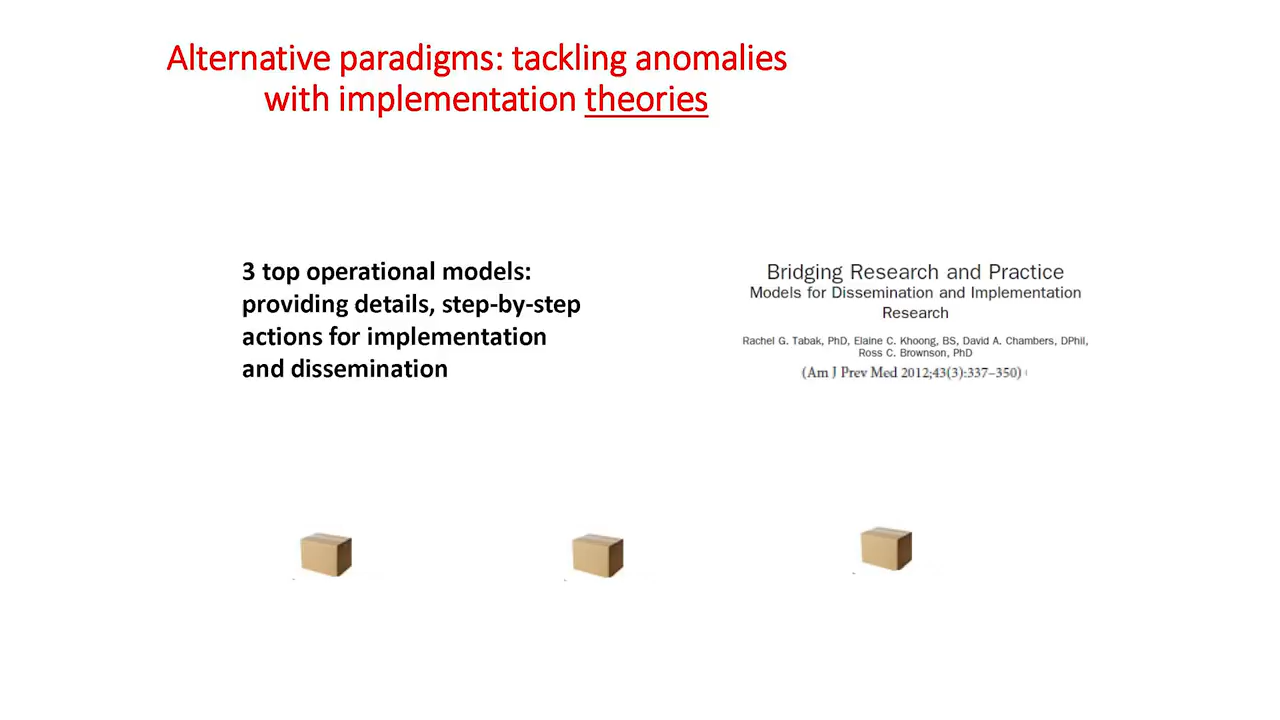 Alternative paradigms: tackling anomalies
with implementation theories
3 top operational models:
providing details, step-by-step
actions for implementation
and dissemination
Bridging Research and Practice
Models for Dissemination and Implementation
Research
Rachel G. Tabak, PhD, Elaine C. Khoong, BS, David A. Chambers, DPhil,
Ross C. Brownson, PhD
(Am J Prev Med 2012;43(3):337–350)